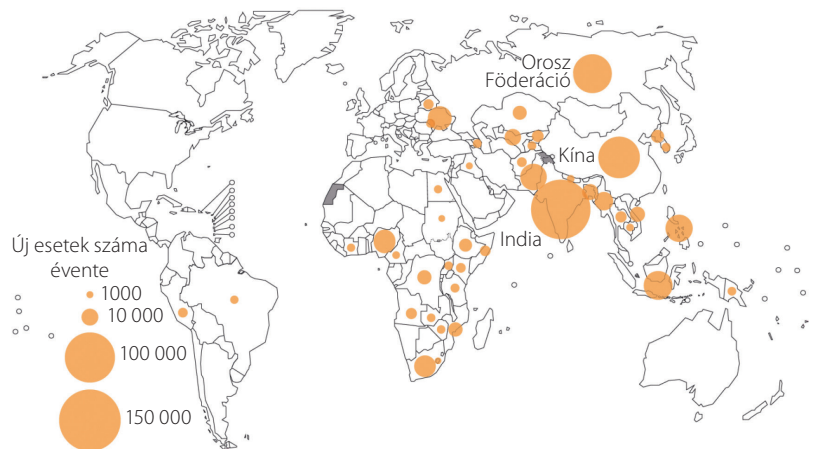 Orosz
Föderáció
Kína
India
Új esetek száma
évente
1000
10 000
100 000
150 000